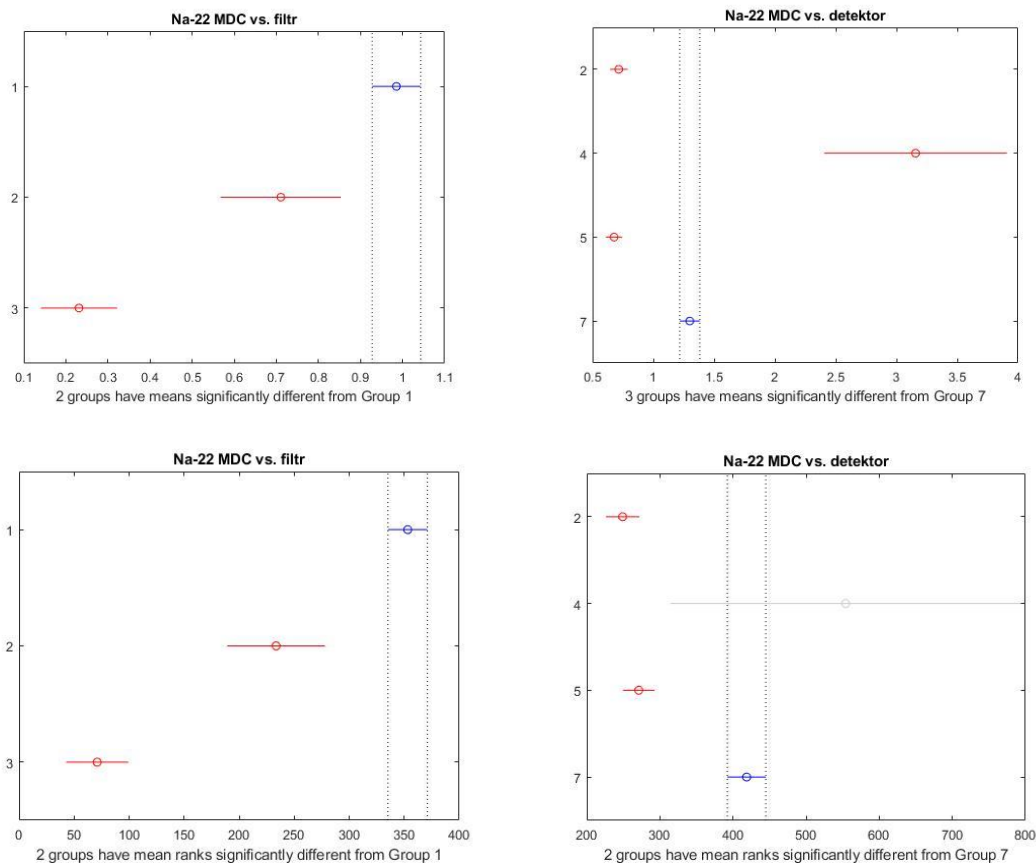 Na-22 MDC vs. filtr
1
2
3
0.1 0.2 0.3 0.4 0.5 0.6 0.7 0.8 0.9 1 1.1
2 groups have means significantly different from Group 1
Na-22 MDC vs. detektor
2
4
5
7
0.5 1 1.5 2 2.5 3 3.5 4
3 groups have means significantly different from Group 7
Na-22 MDC vs. filtr
1
2
3
0 50 100 150 200 250 300 350 400
2 groups have mean ranks significantly different from Group 1
Na-22 MDC vs. detektor
2
4
5
7
200 300 400 500 600 700 800
2 groups have mean ranks significantly different from Group 7